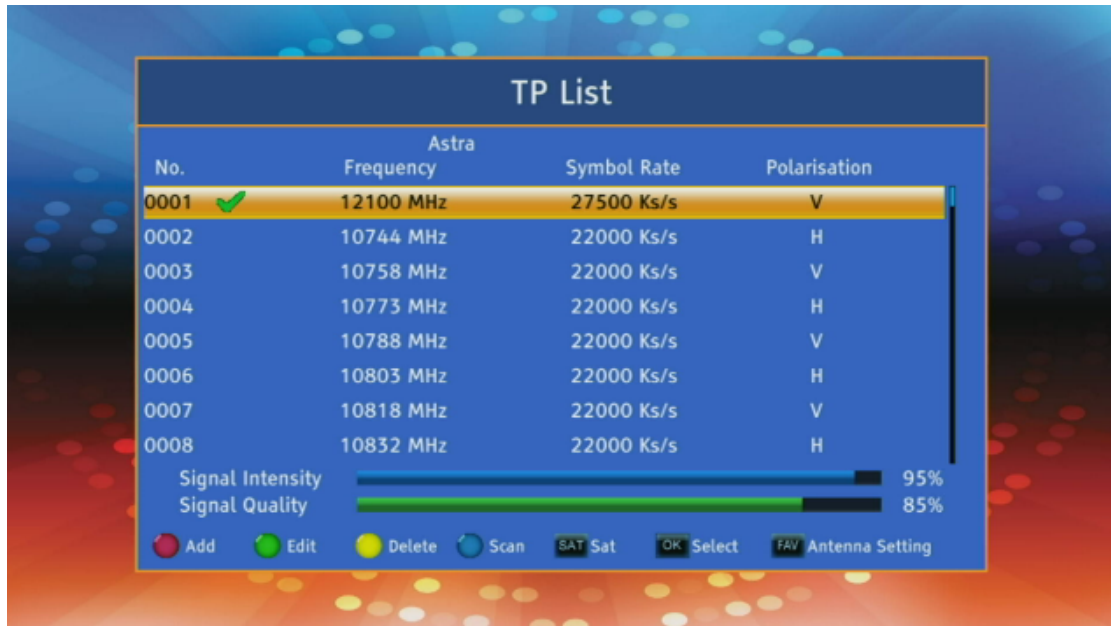 TP List
Astra
No. Frequency Symbol Rate Polarisation
0001 12100 MHz 27500 Ks/s V
0002 10744 MHz 22000 Ks/s H
0003 10758 MHz 22000 Ks/s V
0004 10773 MHz 22000 Ks/s H
0005 10788 MHz 22000 Ks/s V
0006 10803 MHz 22000 Ks/s H
0007 10818 MHz 22000 Ks/s V
0008 10832 MHz 22000 Ks/s H
Signal Intensity 95%
Signal Quality 85%
Add Edit Delete Scan SAT Sat OK Select FAV Antenna Setting